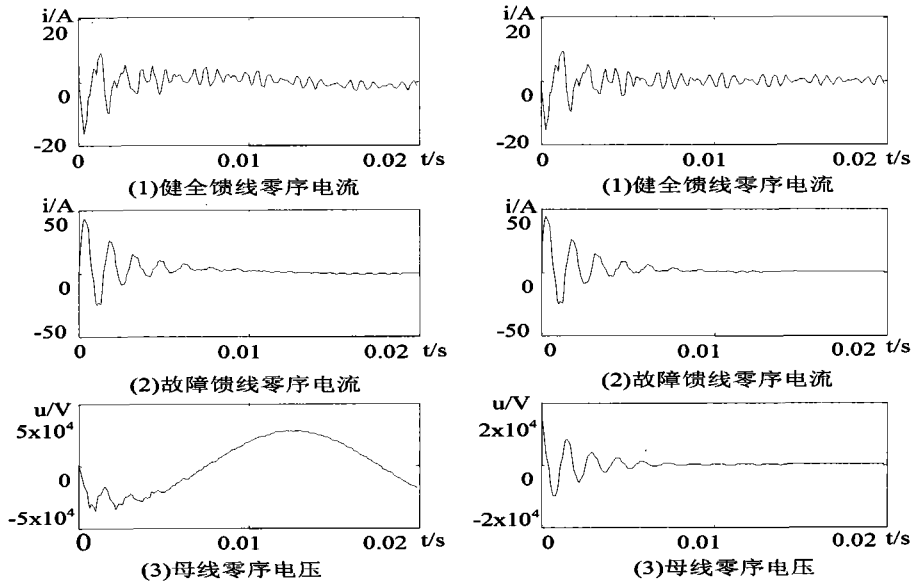 i/A
20
0
-20
0 0.01 0.02 t/s
(1)健全馈线零序电流
i/A
50
0
-50
0 0.01 0.02 t/s
(2)故障馈线零序电流
u/V
5x10⁴
0
-5x10⁴
0 0.01 0.02 t/s
(3)母线零序电压
i/A
20
0
-20
0 0.01 0.02 t/s
(1)健全馈线零序电流
i/A
50
0
-50
0 0.01 0.02 t/s
(2)故障馈线零序电流
u/V
2x10⁴
0
-2x10⁴
0 0.01 0.02 t/s
(3)母线零序电压